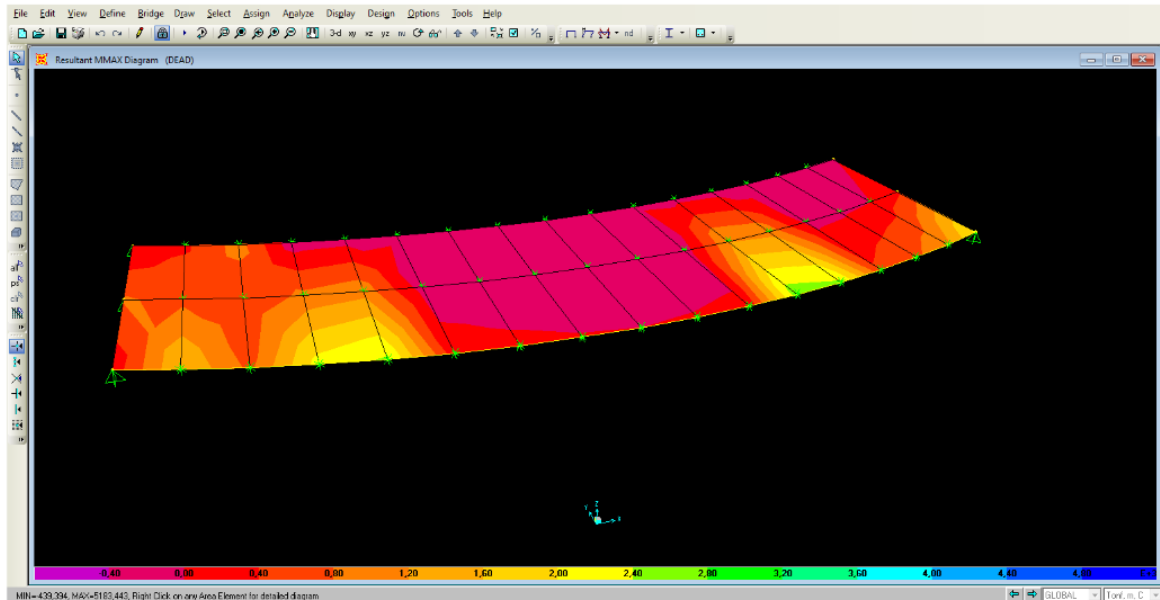 File Edit View Define Bridge Draw Select Assign Analyze Display Design Options Tools Help
3-d xy xz yz nv nd
Resultant MMAX Diagram (DEAD)
0,40 0,00 0,40 0,80 1,20 1,60 2,00 2,40 2,80 3,20 3,60 4,00 4,40 4,80
MIN=-439,394, MAX=5183,443, Right Click on any Area Element for detailed diagram
GLOBAL Tonf, m, C